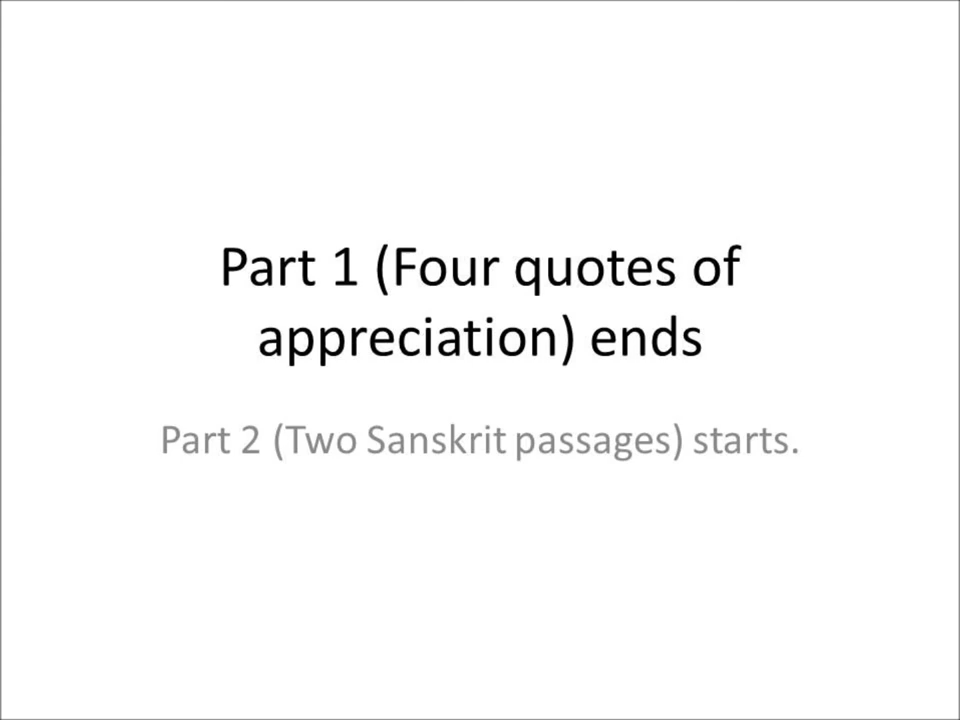 Part 1 (Four quotes of
appreciation) ends
Part 2 (Two Sanskrit passages) starts.